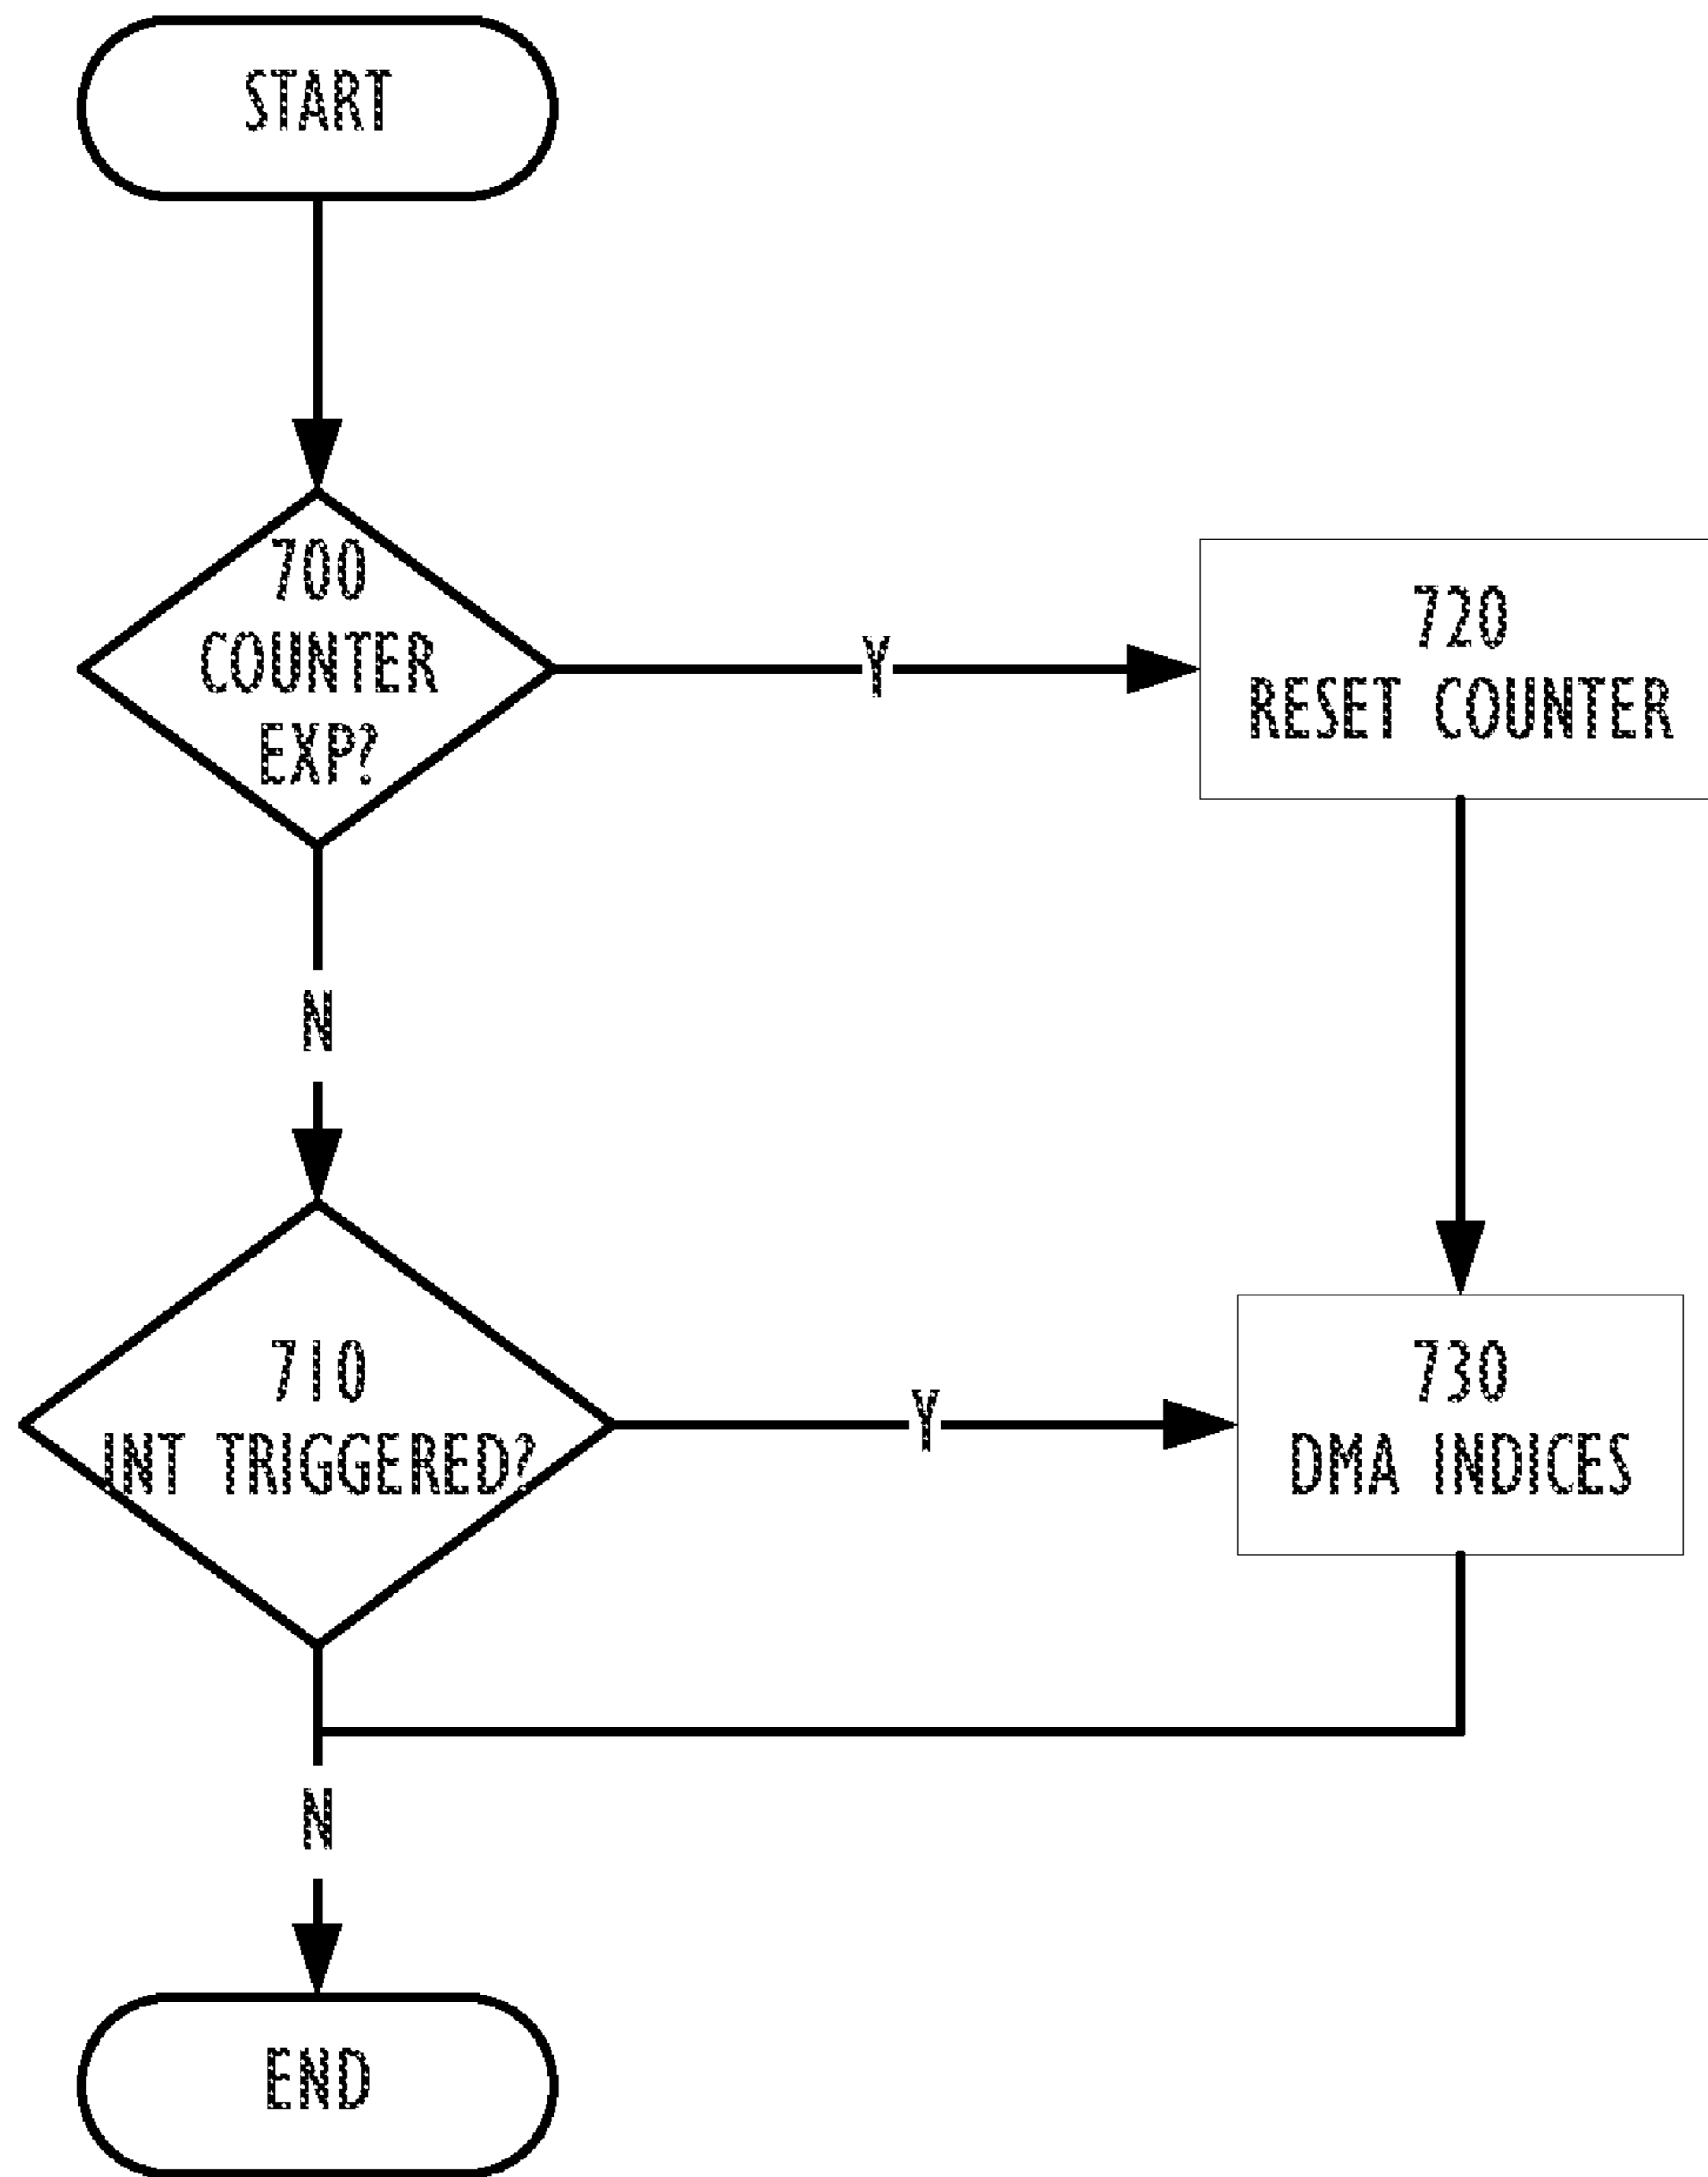 START
700
COUNTER
EXP?
Y
720
RESET COUNTER
N
710
INT TRIGGERED?
Y
730
DMA INDICES
N
END